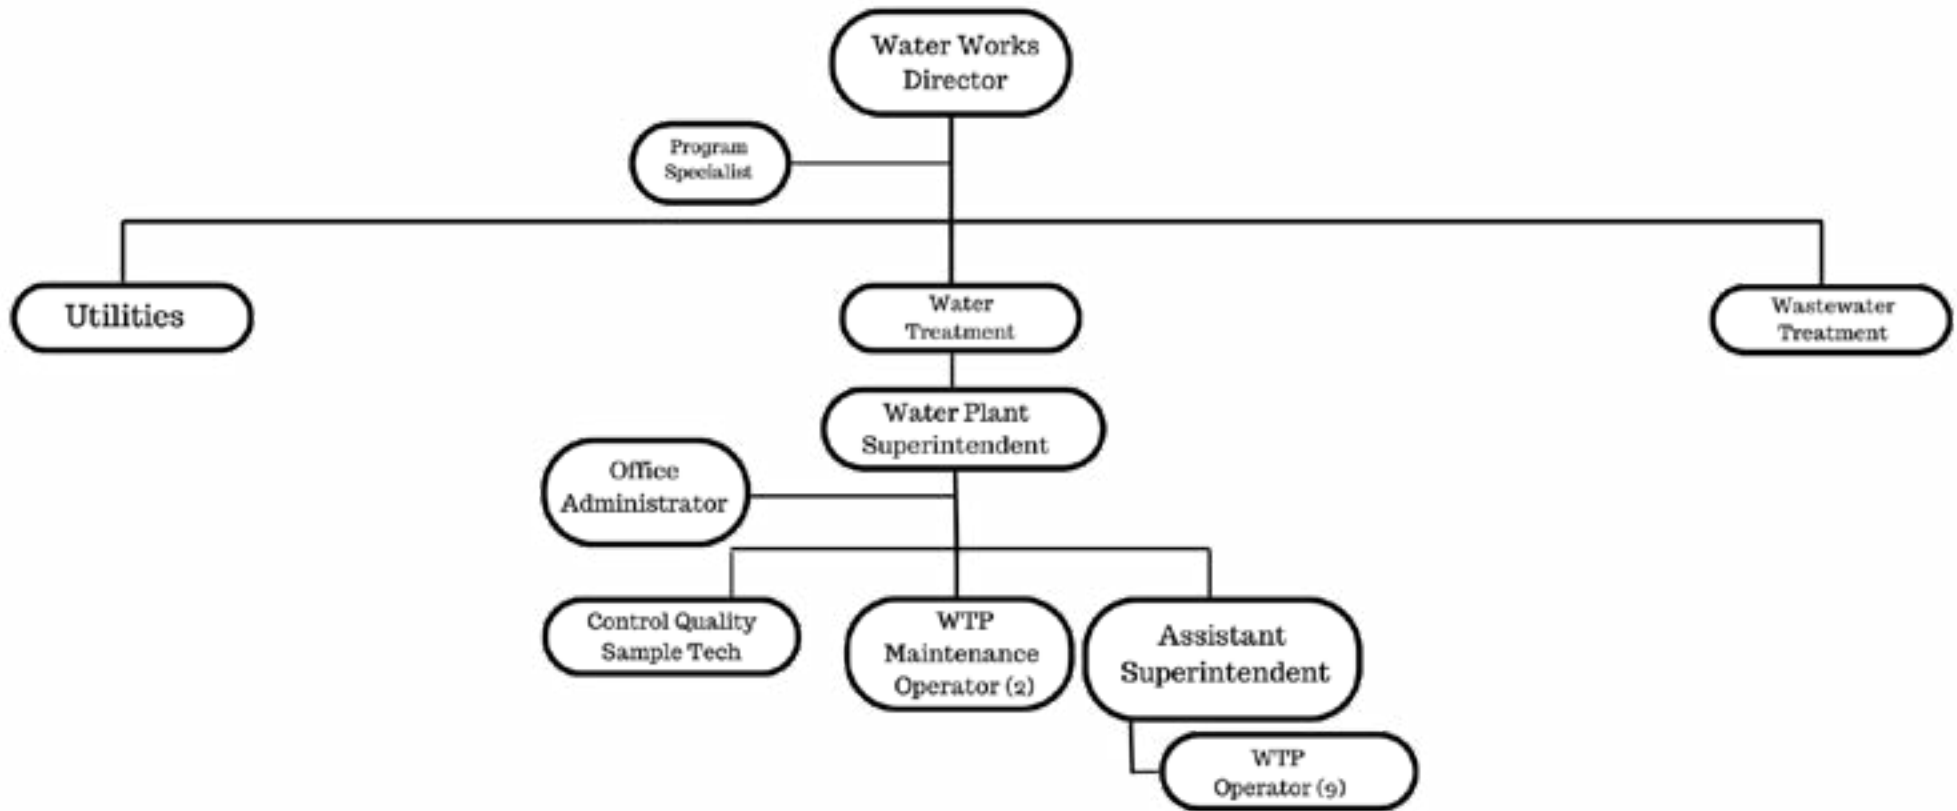 Water Works
Director
Program
Specialist
Utilities
Water
Treatment
Wastewater
Treatment
Water Plant
Superintendent
Office
Administrator
Control Quality
Sample Tech
WTP
Maintenance
Operator (2)
Assistant
Superintendent
WTP
Operator (9)